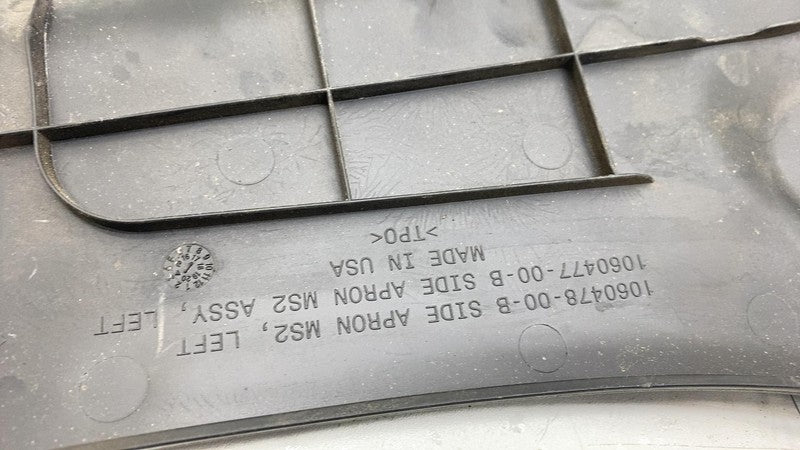 1060478-00-B SIDE APRON MS2, LEFT
1060477-00-B SIDE APRON MS2 ASSY, LEFT
MADE IN USA
>TPO<